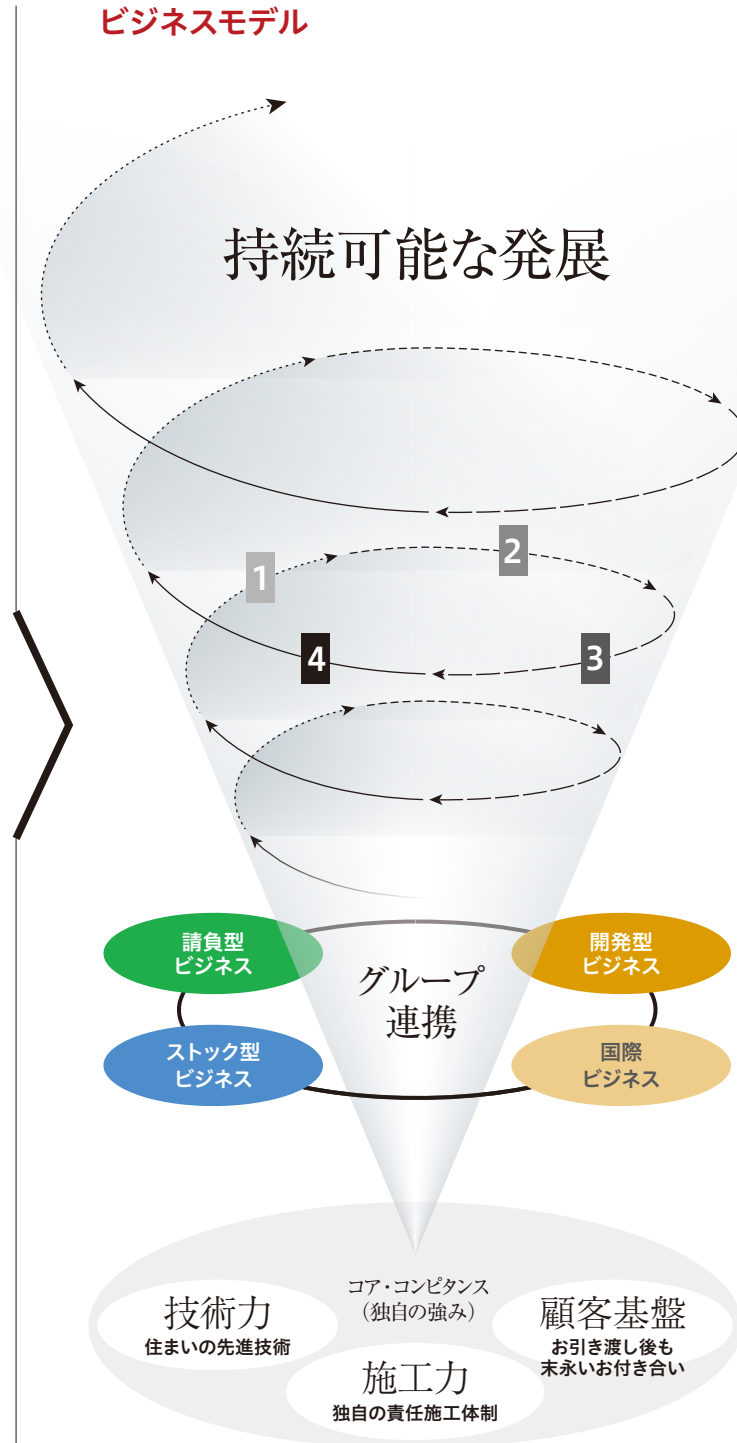 ビジネスモデル
持続可能な発展
1
2
4
3
請負型
ビジネス
開発型
ビジネス
グループ
連携
ストック型
ビジネス
国際
ビジネス
コア・コンピタンス
（独自の強み）
技術力
住まいの先進技術
顧客基盤
お引き渡し後も
末永いお付き合い
施工力
独自の責任施工体制